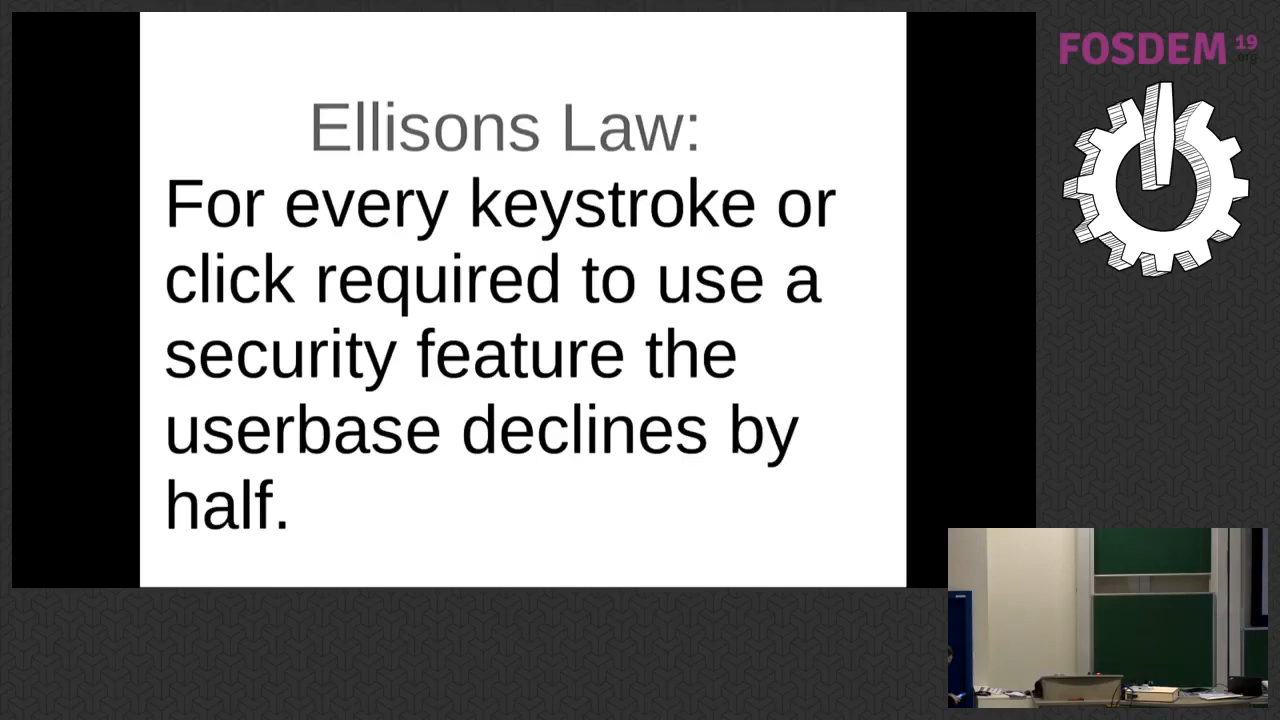 Ellisons Law:
For every keystroke or
click required to use a
security feature the
userbase declines by
half.
FOSDEM 19
.org